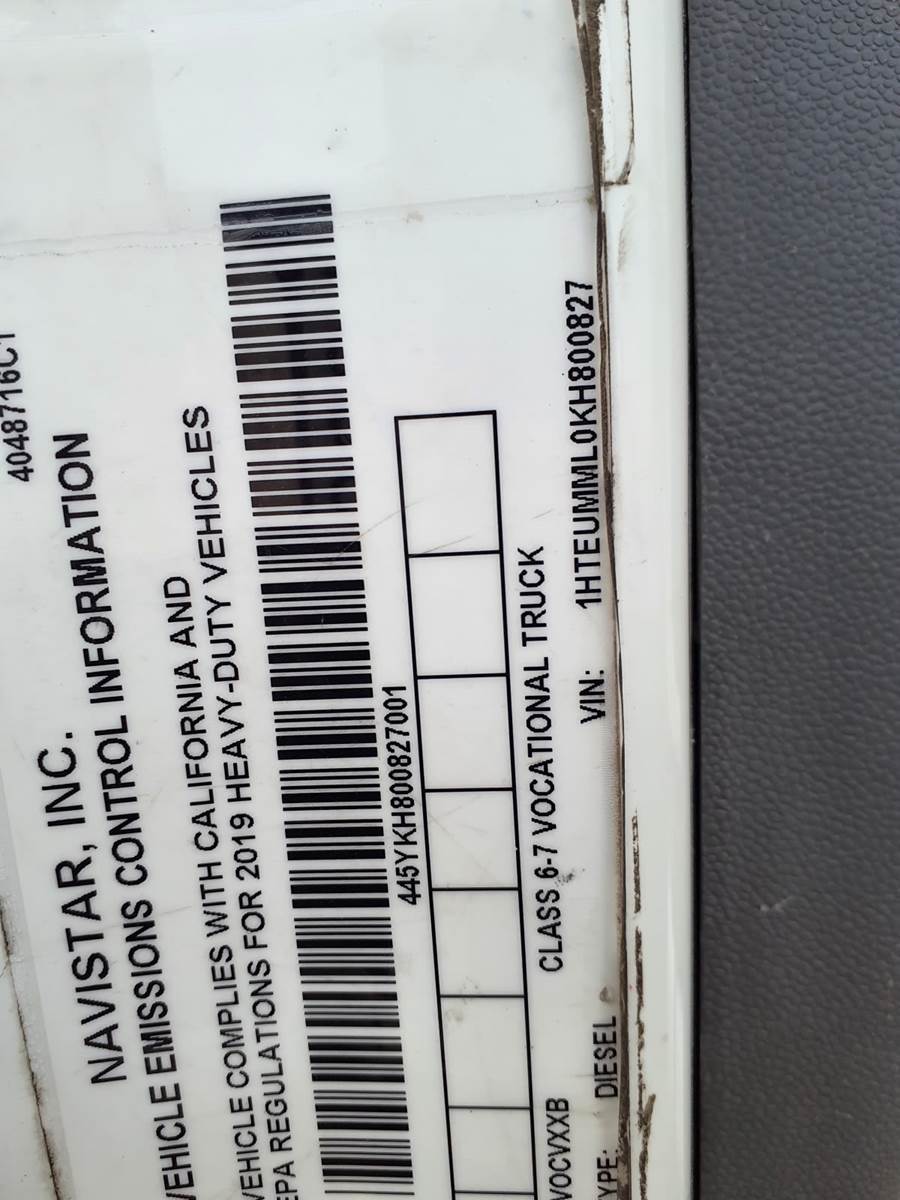 4048716C1
NAVISTAR, INC.
VEHICLE EMISSIONS CONTROL INFORMATION
VEHICLE COMPLIES WITH CALIFORNIA AND
EPA REGULATIONS FOR 2019 HEAVY-DUTY VEHICLES
445YKH800827001
VOCVXXB CLASS 6-7 VOCATIONAL TRUCK
YPE: DIESEL VIN: 1HTEUMML0KH800827